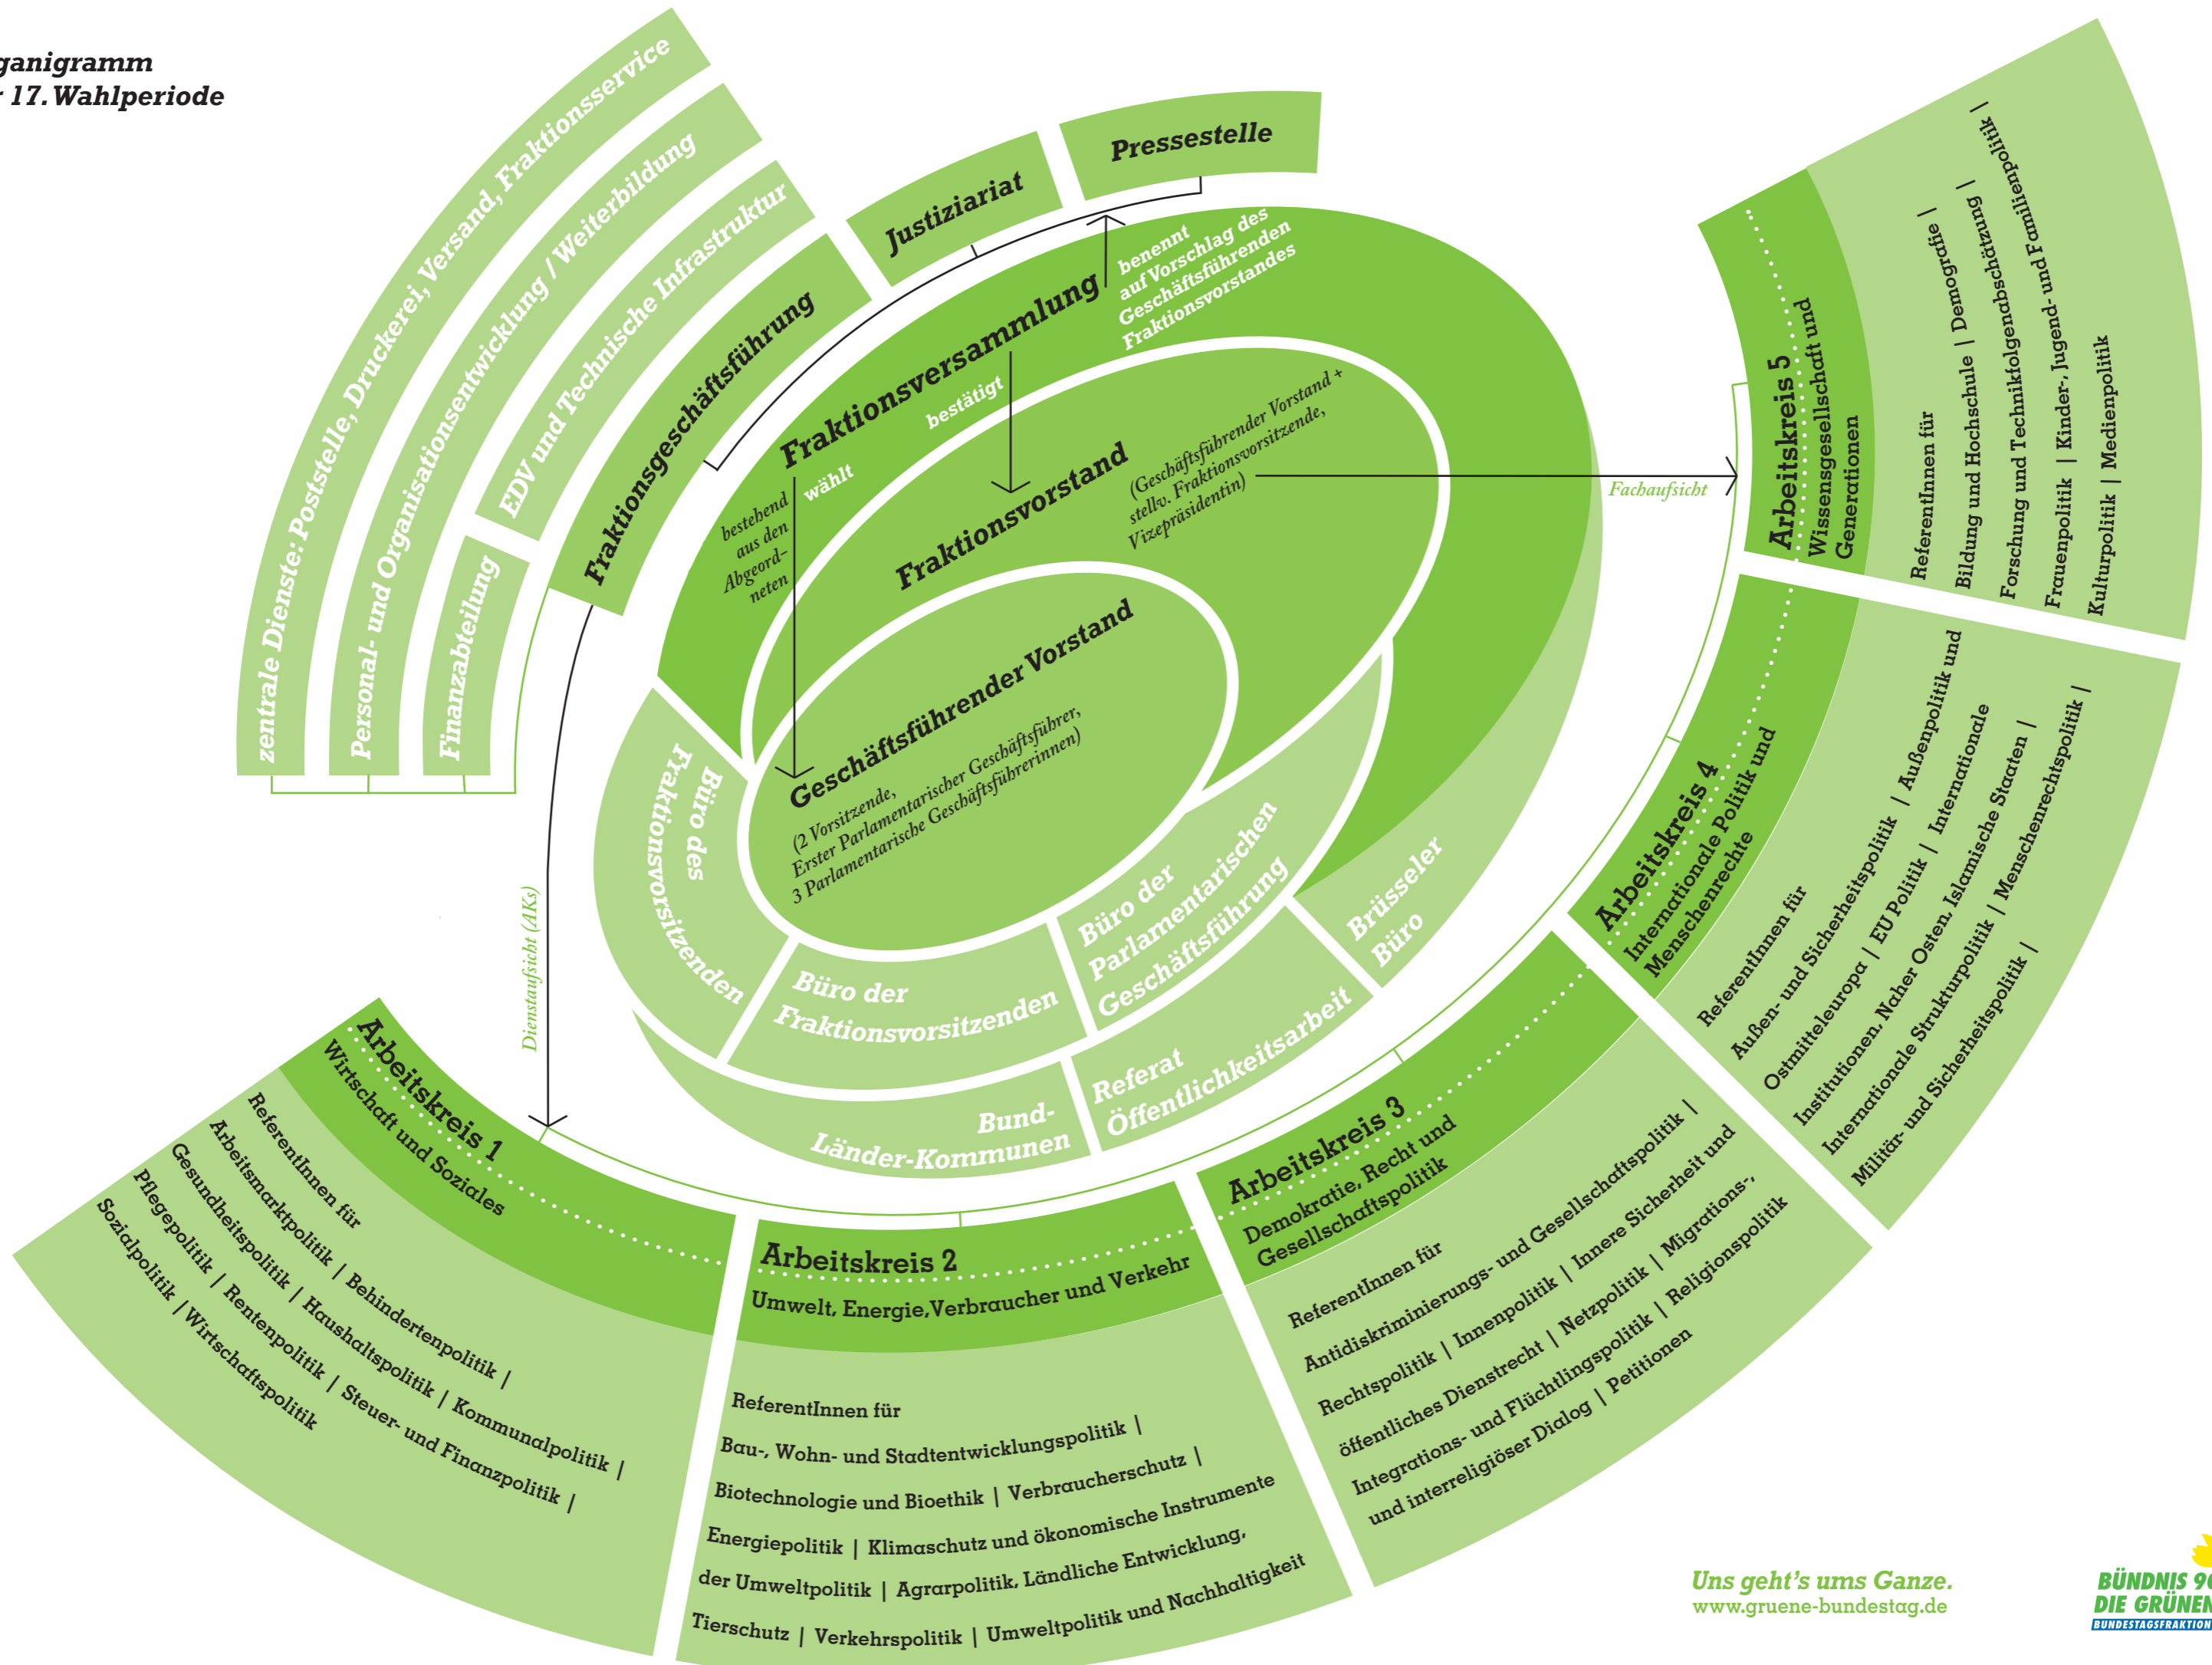 ganigramm
r 17. Wahlperiode
zentrale Dienste: Poststelle, Druckerei, Versand, Fraktionsservice
Personal- und Organisationsentwicklung / Weiterbildung
EDV und Technische Infrastruktur
Finanzabteilung
Fraktionsgeschäftsführung
Justiziariat
Pressestelle
Fraktionsversammlung
benennt
auf Vorschlag des
Geschäftsführenden
Fraktionsvorstandes
bestätigt
wählt
bestehend
aus den
Abgeord-
neten
Fraktionsvorstand
(Geschäftsführender Vorstand +
stellv. Fraktionsvorsitzende,
Vizepräsidentin)
Fachaufsicht
Geschäftsführender Vorstand
(2 Vorsitzende,
Erster Parlamentarischer Geschäftsführer,
3 Parlamentarische Geschäftsführerinnen)
Dienstaufsicht (AKs)
Büro des
Fraktionsvorsitzenden
Büro der
Fraktionsvorsitzenden
Büro der
Parlamentarischen
Geschäftsführung
Brüsseler
Büro
Referat
Öffentlichkeitsarbeit
Bund-
Länder-Kommunen
Arbeitskreis 1
Wirtschaft und Soziales
ReferentInnen für
Arbeitsmarktpolitik | Behindertenpolitik |
Gesundheitspolitik | Haushaltspolitik | Kommunalpolitik |
Pflegepolitik | Rentenpolitik | Steuer- und Finanzpolitik |
Sozialpolitik | Wirtschaftspolitik
Arbeitskreis 2
Umwelt, Energie, Verbraucher und Verkehr
ReferentInnen für
Bau-, Wohn- und Stadtentwicklungspolitik |
Biotechnologie und Bioethik | Verbraucherschutz |
Energiepolitik | Klimaschutz und ökonomische Instrumente
der Umweltpolitik | Agrarpolitik, Ländliche Entwicklung,
Tierschutz | Verkehrspolitik | Umweltpolitik und Nachhaltigkeit
Arbeitskreis 3
Demokratie, Recht und
Gesellschaftspolitik
ReferentInnen für
Antidiskriminierungs- und Gesellschaftspolitik |
Rechtspolitik | Innenpolitik | Innere Sicherheit und
öffentliches Dienstrecht | Netzpolitik | Migrations-,
Integrations- und Flüchtlingspolitik | Religionspolitik
und interreligiöser Dialog | Petitionen
Arbeitskreis 4
Internationale Politik und
Menschenrechte
ReferentInnen für
Außen- und Sicherheitspolitik | Außenpolitik und
Ostmitteleuropa | EU Politik | Internationale
Institutionen, Naher Osten, Islamische Staaten |
Internationale Strukturpolitik | Menschenrechtspolitik |
Militär- und Sicherheitspolitik |
Arbeitskreis 5
Wissensgesellschaft und
Generationen
ReferentInnen für
Bildung und Hochschule | Demografie |
Forschung und Technikfolgenabschätzung |
Frauenpolitik | Kinder-, Jugend- und Familienpolitik |
Kulturpolitik | Medienpolitik
Uns geht's ums Ganze.
www.gruene-bundestag.de
BÜNDNIS 90
DIE GRÜNEN
BUNDESTAGSFRAKTION